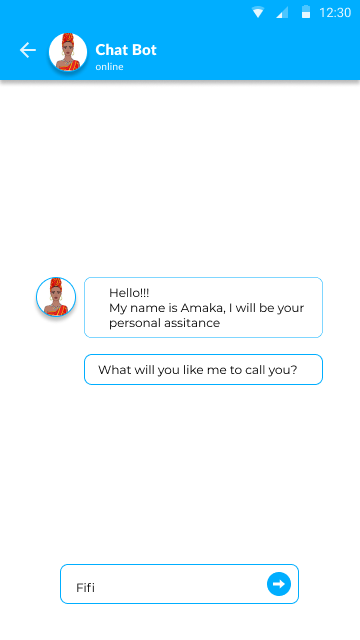 12:30
Chat Bot
online
Hello!!!
My name is Amaka, I will be your
personal assitance
What will you like me to call you?
Fifi